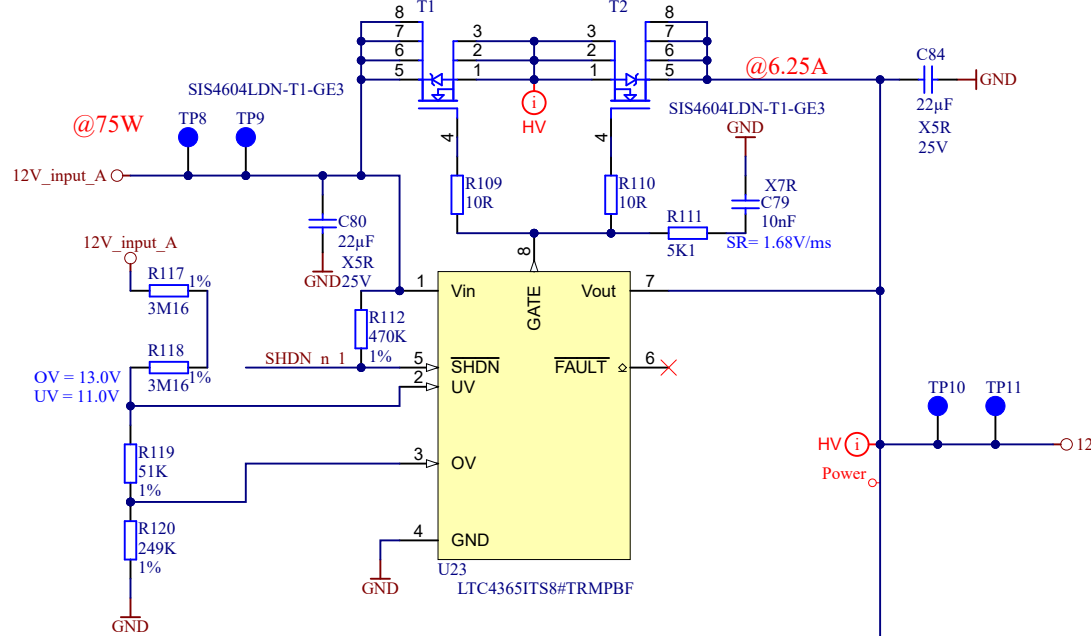 T1
T2
8
7
6
5
3
2
1
3
2
1
8
7
6
5
@6.25A
C84
22µF
X5R
25V
GND
SIS4604LDN-T1-GE3
SIS4604LDN-T1-GE3
i
HV
@75W
TP8
TP9
4
4
GND
12V_input_A
R109
10R
R110
10R
X7R
C79
10nF
R111
5K1
SR= 1.68V/ms
C80
22µF
X5R
25V
GND
12V_input_A
R117
1%
3M16
8
1
Vin
GATE
Vout
7
R112
470K
1%
R118
3M16
1%
SHDN_n_1
5
SHDN
FAULT
6
OV = 13.0V
UV = 11.0V
2
UV
TP10
TP11
R119
51K
1%
3
OV
HV
i
12
Power
R120
249K
1%
4
GND
GND
U23
LTC4365ITS8#TRMPBF
GND